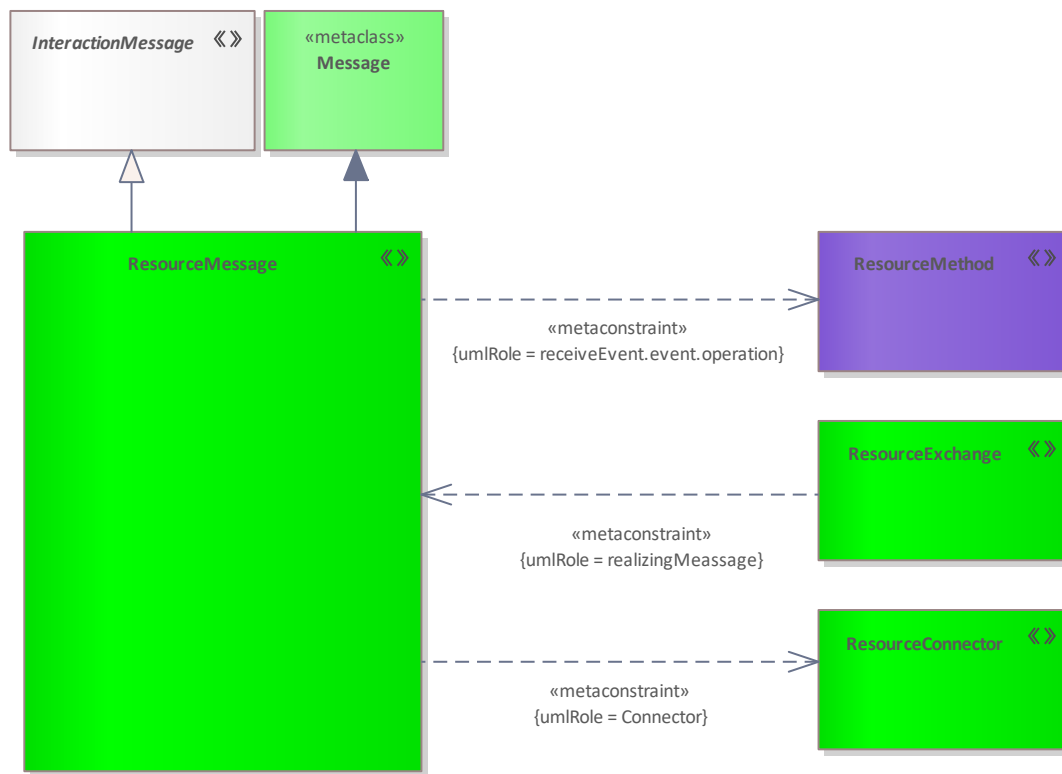 InteractionMessage «»
«metaclass»
Message
ResourceMessage «»
ResourceMethod «»
«metaconstraint»
{umlRole = receiveEvent.event.operation}
ResourceExchange «»
«metaconstraint»
{umlRole = realizingMeassage}
ResourceConnector «»
«metaconstraint»
{umlRole = Connector}